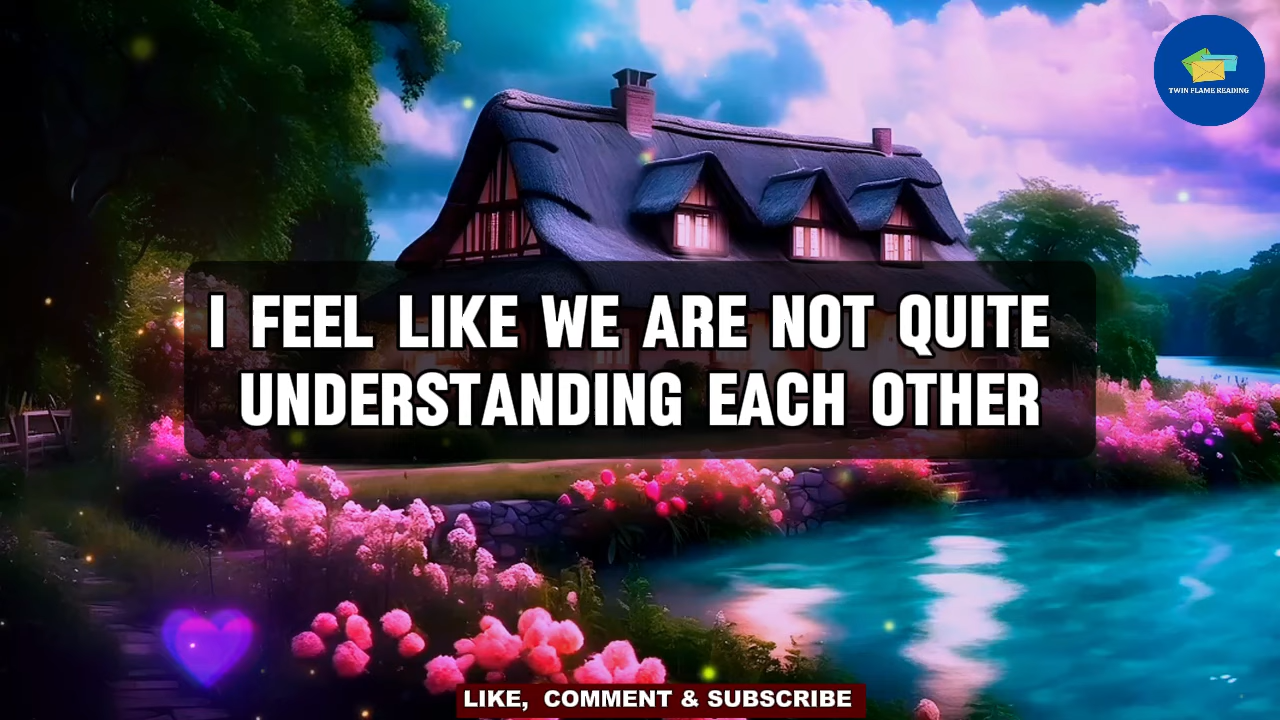 TWIN FLAME READING
I FEEL LIKE WE ARE NOT QUITE
UNDERSTANDING EACH OTHER
LIKE, COMMENT & SUBSCRIBE